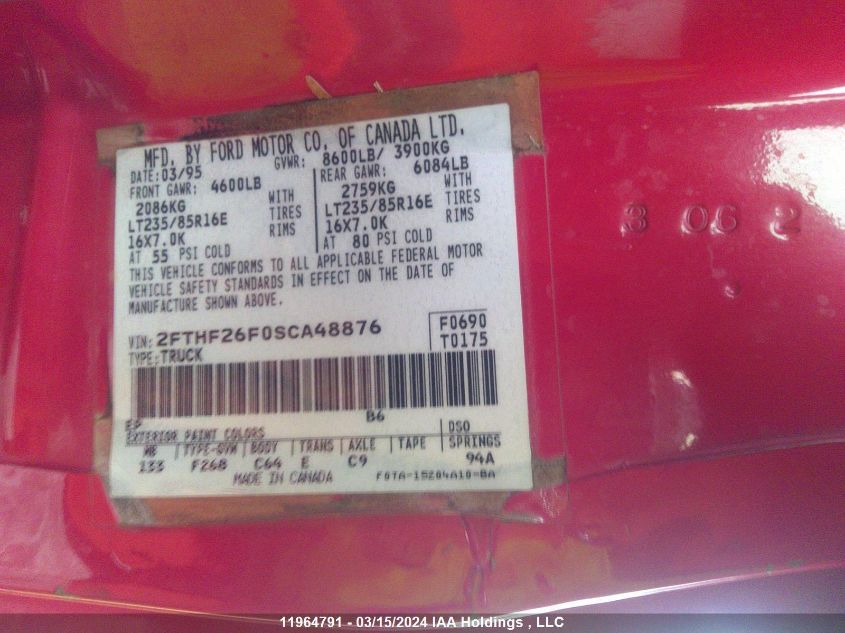 MFD. BY FORD MOTOR CO. OF CANADA LTD.
DATE: 03/95 GVWR: 8600LB/ 3900KG
FRONT GAWR: 4600LB REAR GAWR: 6084LB
2086KG WITH 2759KG WITH
LT235/85R16E TIRES LT235/85R16E TIRES
16X7.0K RIMS 16X7.0K RIMS
AT 55 PSI COLD AT 80 PSI COLD
THIS VEHICLE CONFORMS TO ALL APPLICABLE FEDERAL MOTOR
VEHICLE SAFETY STANDARDS IN EFFECT ON THE DATE OF
MANUFACTURE SHOWN ABOVE.
VIN: 2FTHF26F0SCA48876 F0690
TYPE: TRUCK T0175
EP B6
EXTERIOR PAINT COLORS DSO
WB TYPE-GVW BODY TRANS AXLE TAPE SPRINGS
133 F268 C64 E C9 94A
MADE IN CANADA F07A-15204A10-BA
3 06 2
11964791 - 03/15/2024 IAA Holdings , LLC